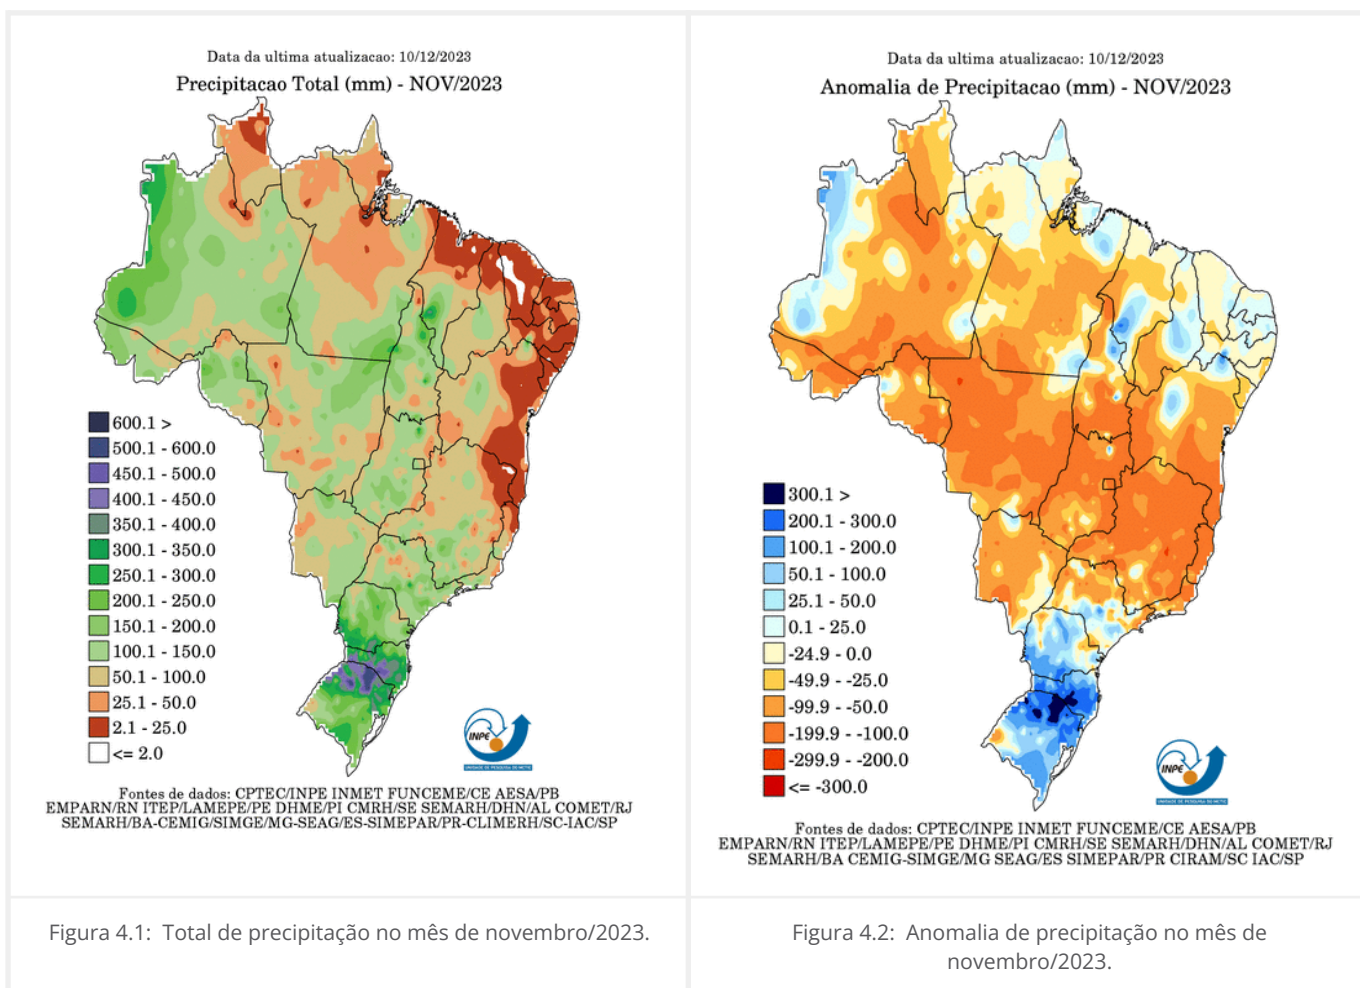 Data da ultima atualizacao: 10/12/2023
Precipitacao Total (mm) - NOV/2023
600.1 >
500.1 - 600.0
450.1 - 500.0
400.1 - 450.0
350.1 - 400.0
300.1 - 350.0
250.1 - 300.0
200.1 - 250.0
150.1 - 200.0
100.1 - 150.0
50.1 - 100.0
25.1 - 50.0
2.1 - 25.0
<= 2.0
INPE
Fontes de dados: CPTEC/INPE INMET FUNCEME/CE AESA/PB
EMPARN/RN ITEP/LAMEPE/PE DHME/PI CMRH/SE SEMARH/DHN/AL COMET/RJ
SEMARH/BA-CEMIG/SIMGE/MG-SEAG/ES-SIMEPAR/PR-CLIMERH/SC-IAC/SP
Figura 4.1: Total de precipitação no mês de novembro/2023.
Data da ultima atualizacao: 10/12/2023
Anomalia de Precipitacao (mm) - NOV/2023
300.1 >
200.1 - 300.0
100.1 - 200.0
50.1 - 100.0
25.1 - 50.0
0.1 - 25.0
-24.9 - 0.0
-49.9 - -25.0
-99.9 - -50.0
-199.9 - -100.0
-299.9 - -200.0
<= -300.0
INPE
Fontes de dados: CPTEC/INPE INMET FUNCEME/CE AESA/PB
EMPARN/RN ITEP/LAMEPE/PE DHME/PI CMRH/SE SEMARH/DHN/AL COMET/RJ
SEMARH/BA CEMIG-SIMGE/MG SEAG/ES SIMEPAR/PR CIRAM/SC IAC/SP
Figura 4.2: Anomalia de precipitação no mês de
novembro/2023.